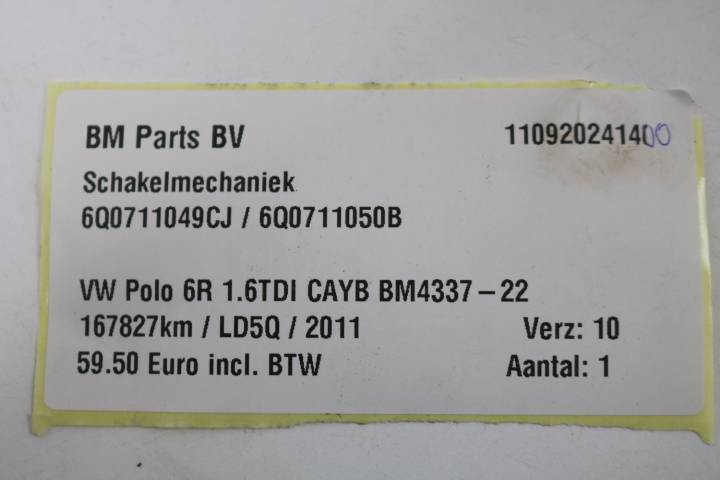 BM Parts BV 110920241400
Schakelmechaniek
6Q0711049CJ / 6Q0711050B
VW Polo 6R 1.6TDI CAYB BM4337-22
167827km / LD5Q / 2011 Verz: 10
59.50 Euro incl. BTW Aantal: 1